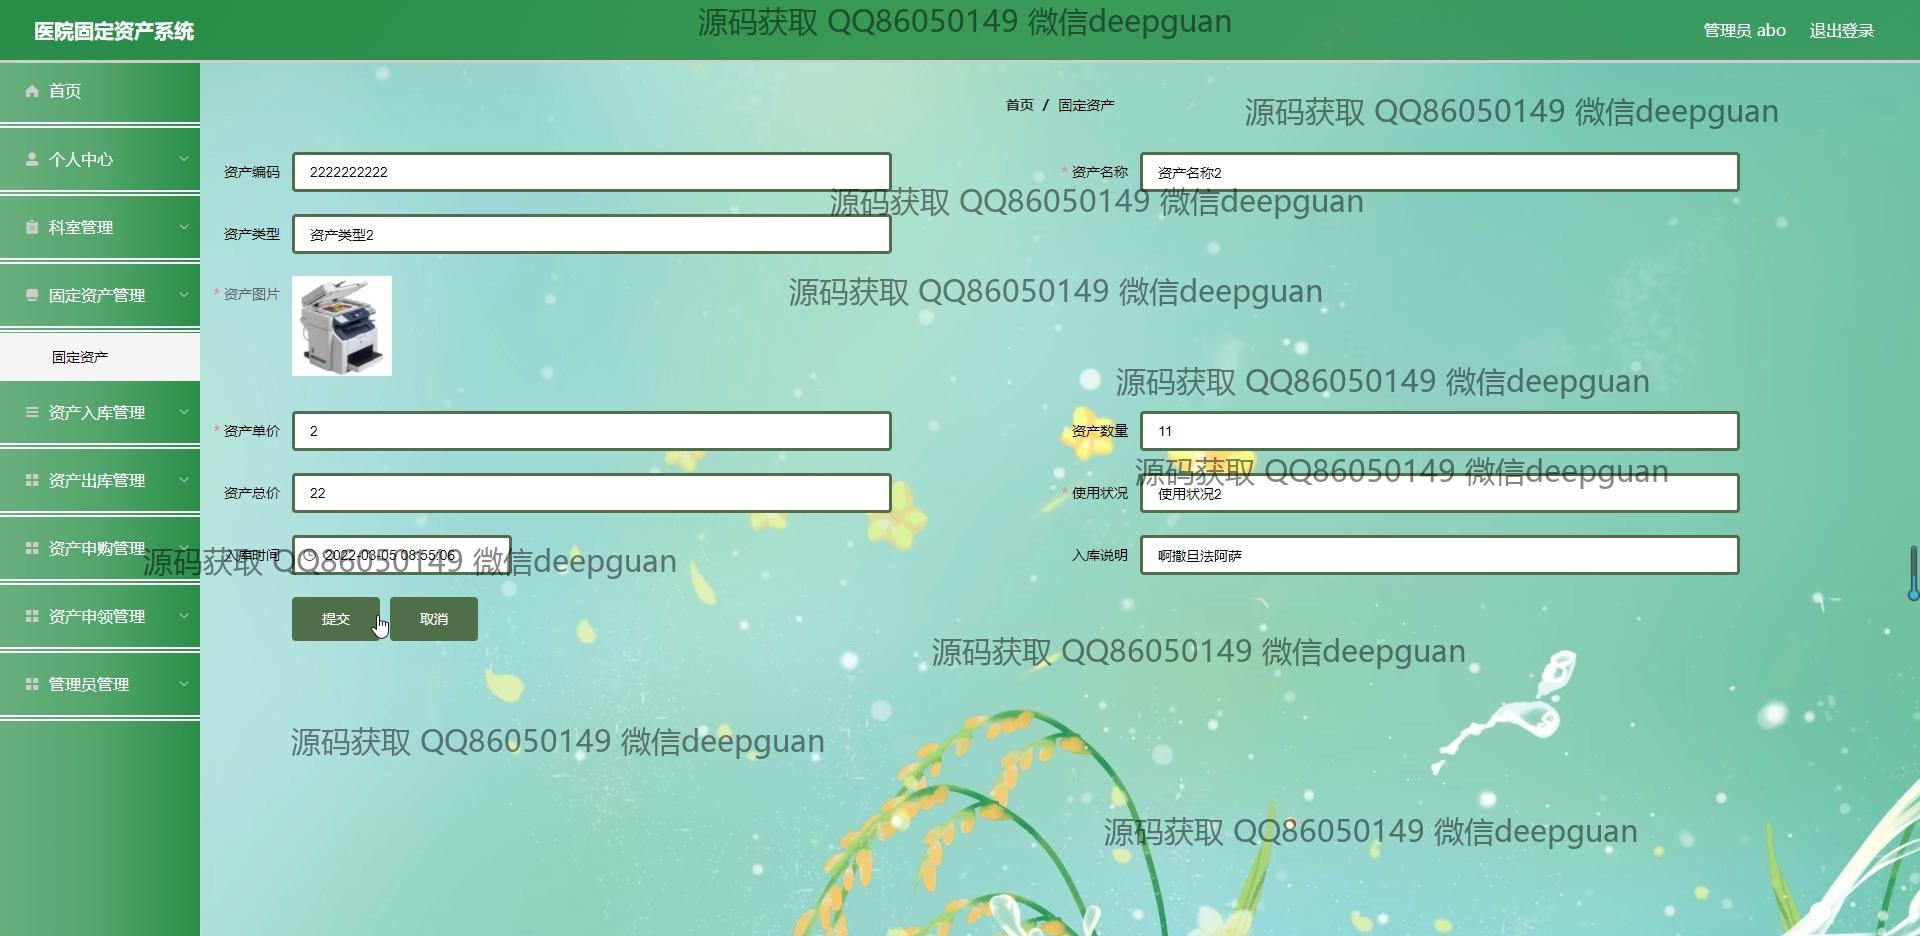 医院固定资产系统
源码获取 QQ86050149 微信deepguan
管理员 abo
退出登录
首页
个人中心
科室管理
固定资产管理
固定资产
资产入库管理
资产出库管理
资产申购管理
资产申领管理
管理员管理
首页 / 固定资产
源码获取 QQ86050149 微信deepguan
资产编码 2222222222
* 资产名称 资产名称2
源码获取 QQ86050149 微信deepguan
资产类型 资产类型2
* 资产图片
源码获取 QQ86050149 微信deepguan
源码获取 QQ86050149 微信deepguan
* 资产单价 2
资产数量 11
源码获取 QQ86050149 微信deepguan
资产总价 22
* 使用状况 使用状况2
入库时间 2022-03-05 08:55:06
源码获取 QQ86050149 微信deepguan
入库说明 啊撒旦法阿萨
提交
取消
源码获取 QQ86050149 微信deepguan
源码获取 QQ86050149 微信deepguan
源码获取 QQ86050149 微信deepguan